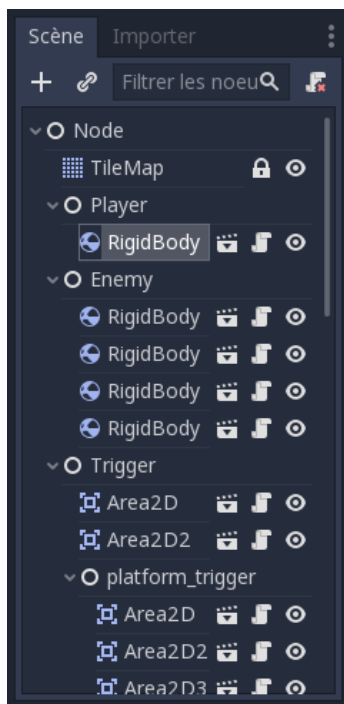 Scène Importer
Filtrer les noeu
Node
TileMap
Player
RigidBody
Enemy
RigidBody
RigidBody
RigidBody
RigidBody
Trigger
Area2D
Area2D2
platform_trigger
Area2D
Area2D2
Area2D3